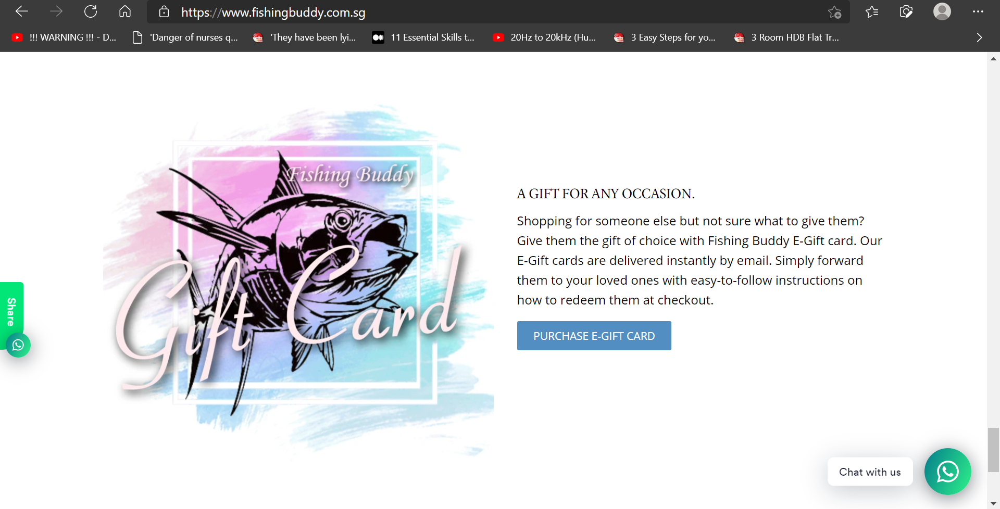 https://www.fishingbuddy.com.sg
!!! WARNING !!! - D...
'Danger of nurses q...
'They have been lyi...
11 Essential Skills t...
20Hz to 20kHz (Hu...
3 Easy Steps for yo...
3 Room HDB Flat Tr...
Fishing Buddy
Gift Card
A GIFT FOR ANY OCCASION.
Shopping for someone else but not sure what to give them?
Give them the gift of choice with Fishing Buddy E-Gift card. Our
E-Gift cards are delivered instantly by email. Simply forward
them to your loved ones with easy-to-follow instructions on
how to redeem them at checkout.
PURCHASE E-GIFT CARD
Share
Chat with us